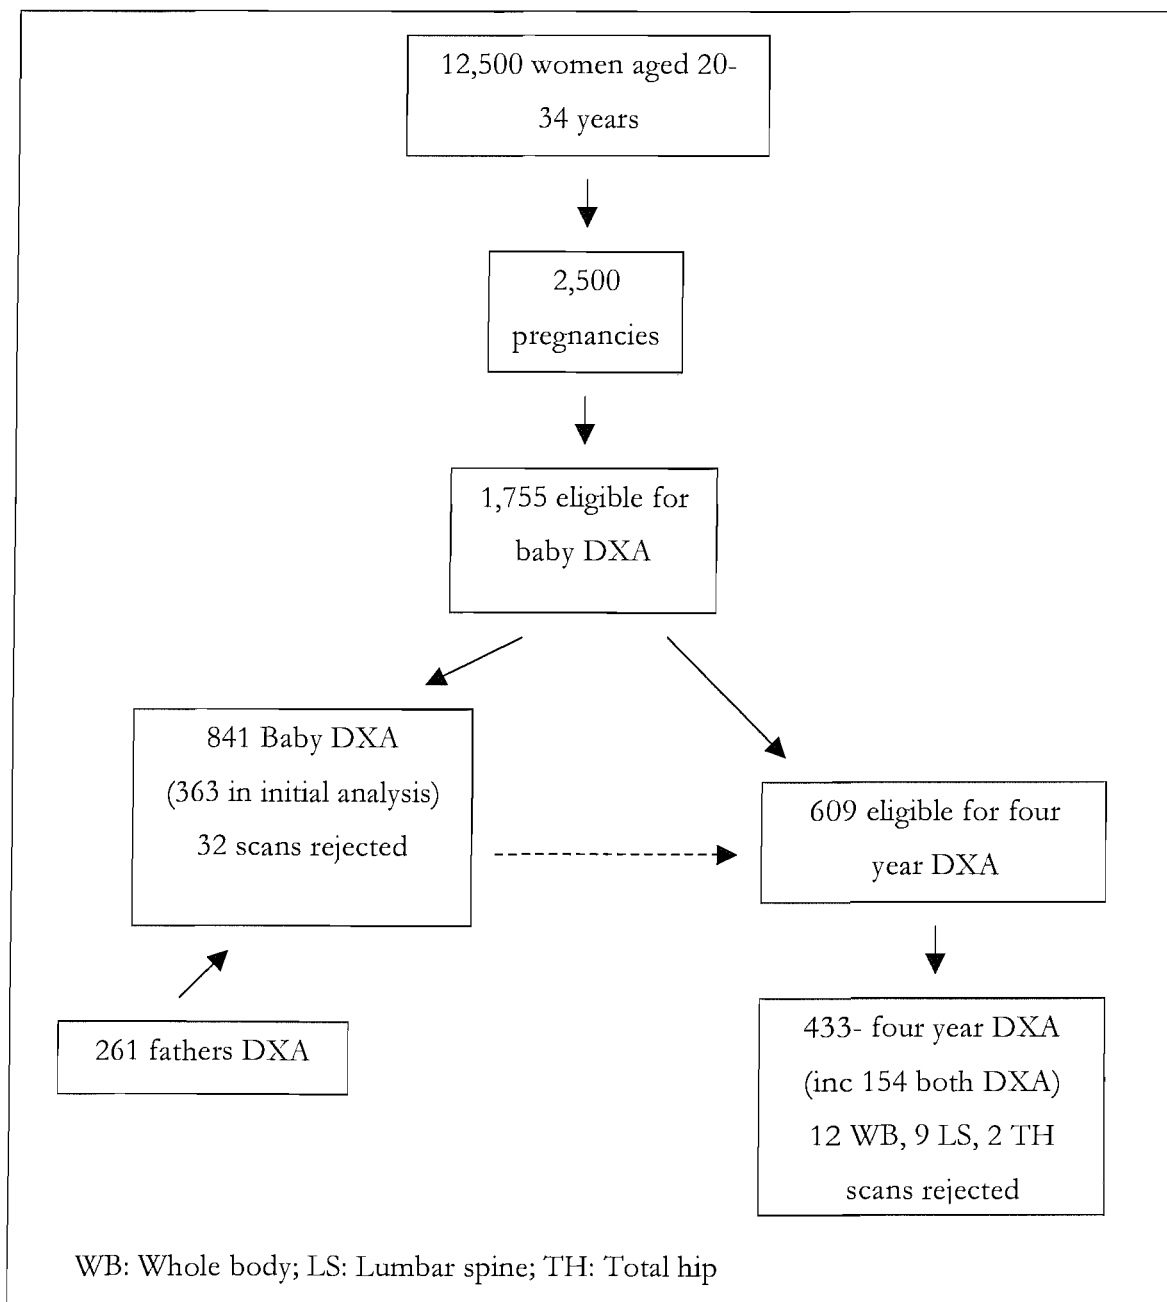 12,500 women aged 20-
34 years
2,500
pregnancies
1,755 eligible for
baby DXA
841 Baby DXA
(363 in initial analysis)
32 scans rejected
609 eligible for four
year DXA
261 fathers DXA
433- four year DXA
(inc 154 both DXA)
12 WB, 9 LS, 2 TH
scans rejected
WB: Whole body; LS: Lumbar spine; TH: Total hip